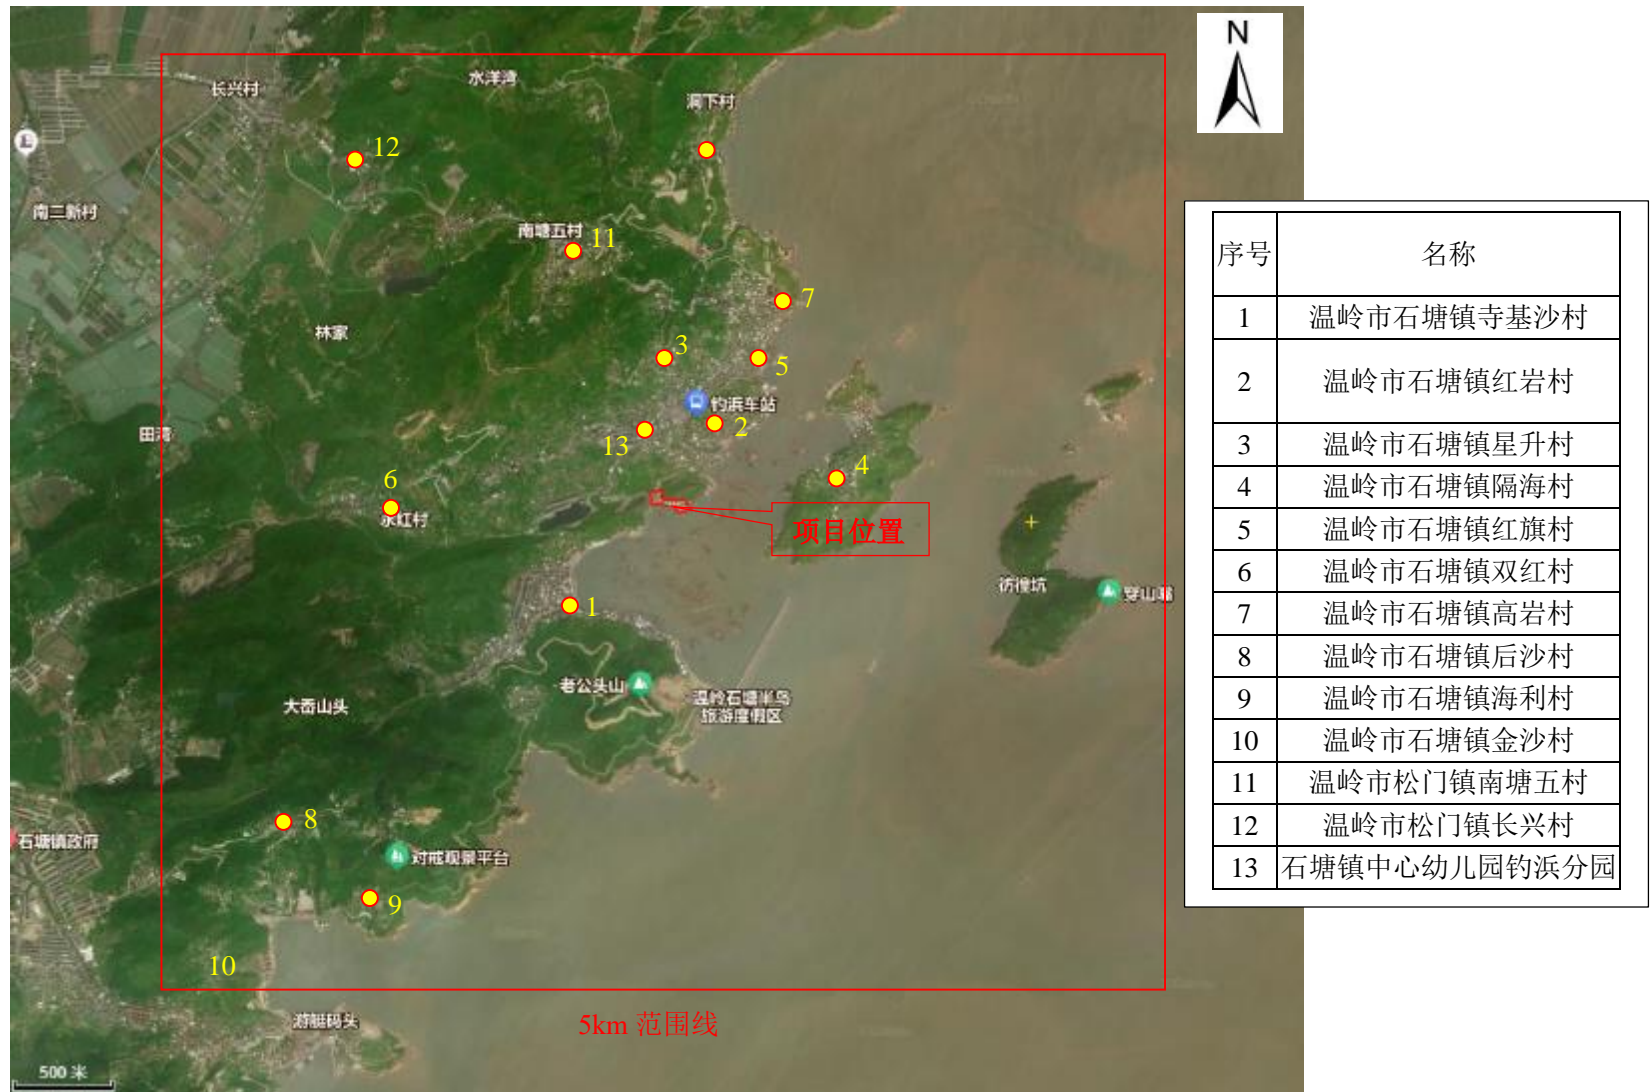 N
水洋湾
长兴村
洞下村
12
南二新村
南塘五村
11
7
林家
3
5
钓浜车站
2
田湾
13
4
6
永红村
项目位置
彷徨坑
穿山嘴
1
老公头山
温岭石塘半岛
旅游度假区
大岙山头
8
石塘镇政府
对戒观景平台
9
10
游艇码头
5km 范围线
500 米
序号 名称
1 温岭市石塘镇寺基沙村
2 温岭市石塘镇红岩村
3 温岭市石塘镇星升村
4 温岭市石塘镇隔海村
5 温岭市石塘镇红旗村
6 温岭市石塘镇双红村
7 温岭市石塘镇高岩村
8 温岭市石塘镇后沙村
9 温岭市石塘镇海利村
10 温岭市石塘镇金沙村
11 温岭市松门镇南塘五村
12 温岭市松门镇长兴村
13 石塘镇中心幼儿园钓浜分园